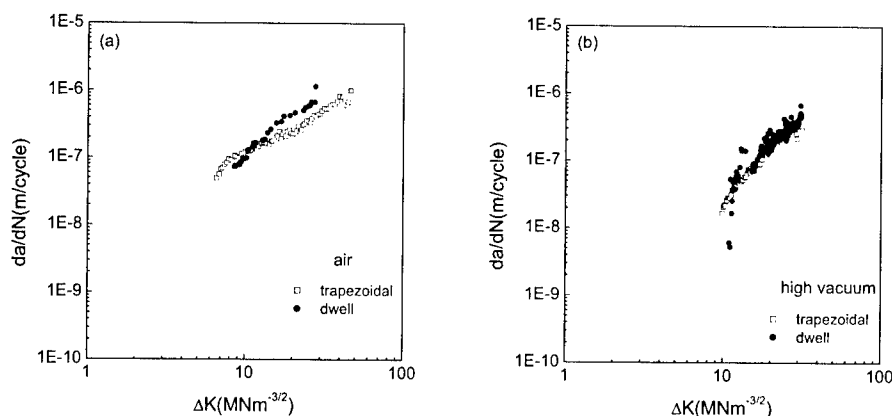 (a)
1E-5
1E-6
1E-7
1E-8
1E-9
1E-10
da/dN(m/cycle)
air
trapezoidal
dwell
1
10
100
ΔK(MNm-3/2)
(b)
1E-5
1E-6
1E-7
1E-8
1E-9
1E-10
da/dN(m/cycle)
high vacuum
trapezoidal
dwell
1
10
100
ΔK(MNm-3/2)